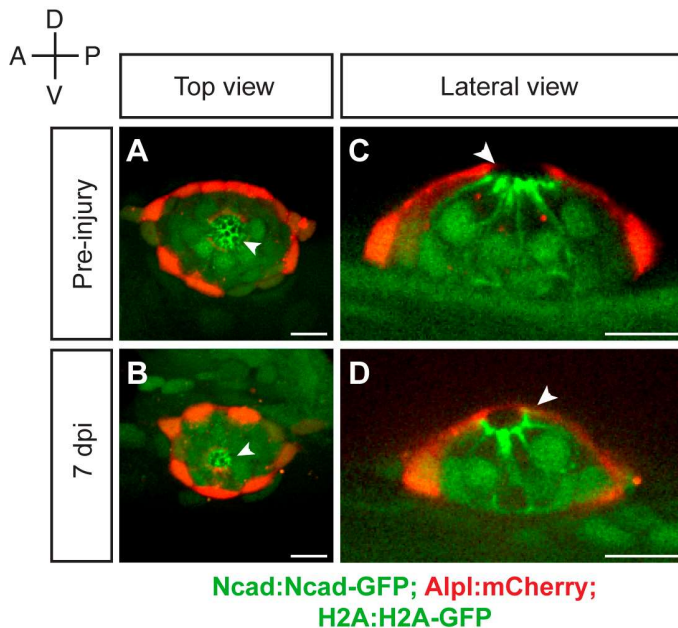 D
A P
V
Top view Lateral view
Pre-injury
A C
7 dpi
B D
Ncad:Ncad-GFP; Alpl:mCherry;
H2A:H2A-GFP